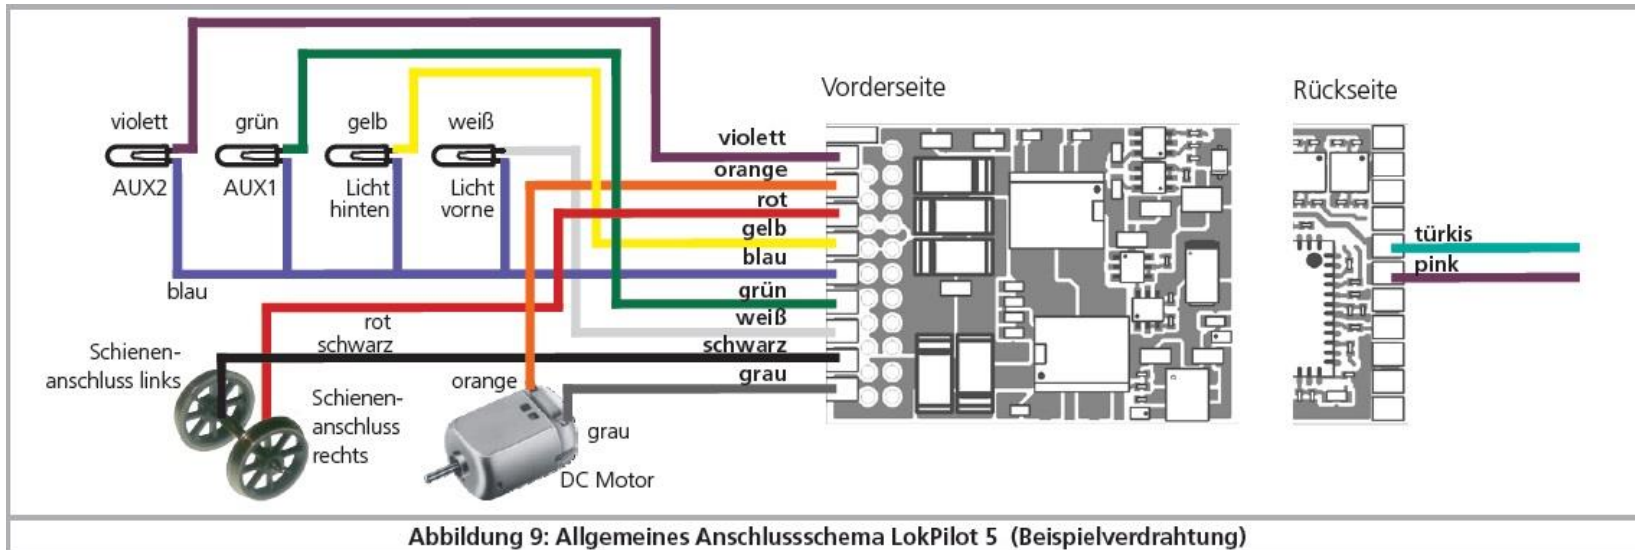 Vorderseite
Rückseite
violett
grün
gelb
weiß
AUX2
AUX1
Licht
hinten
Licht
vorne
blau
violett
orange
rot
gelb
blau
grün
weiß
schwarz
grau
türkis
pink
rot
schwarz
Schienen-
anschluss links
Schienen-
anschluss
rechts
orange
grau
DC Motor
Abbildung 9: Allgemeines Anschlussschema LokPilot 5 (Beispielverdrahtung)